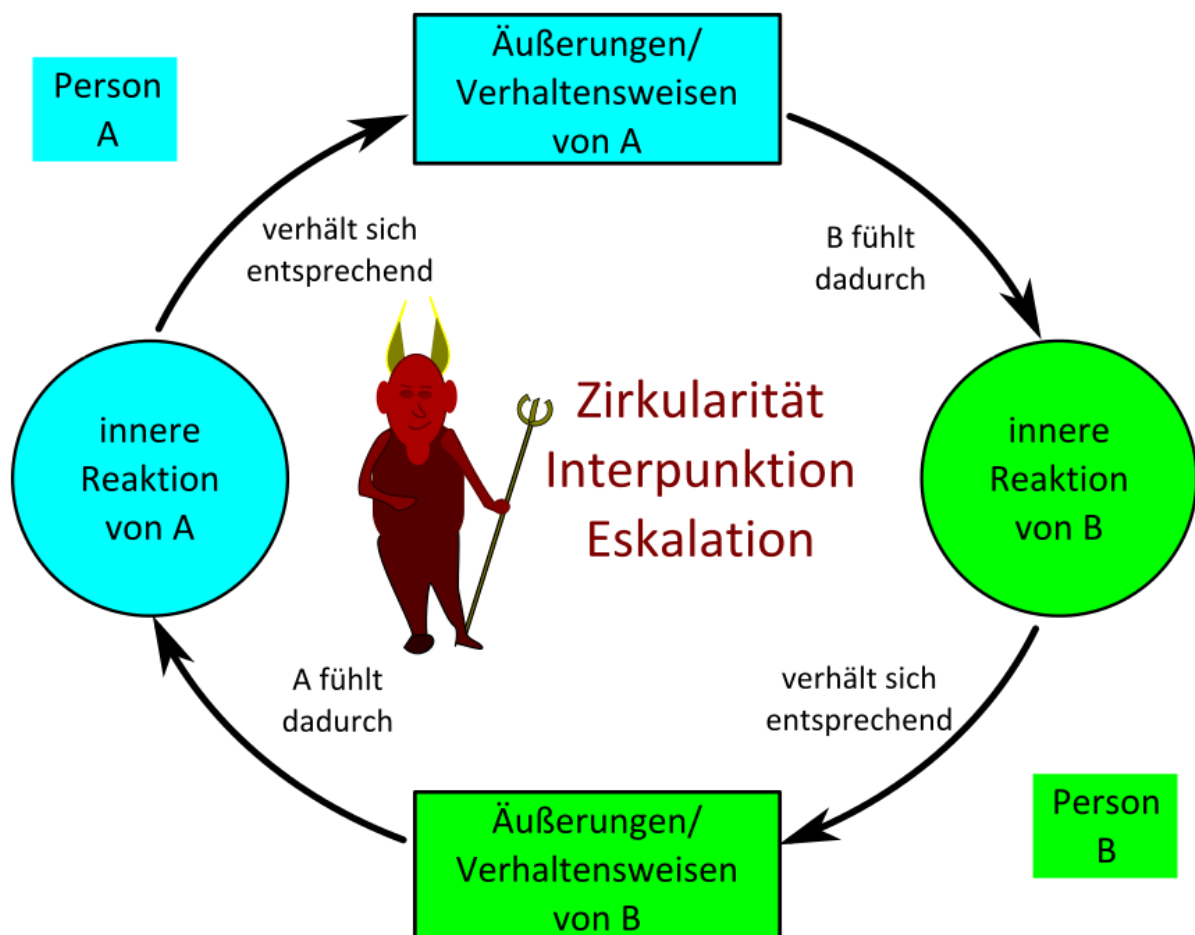 Person
A
Äußerungen/
Verhaltensweisen
von A
verhält sich
entsprechend
B fühlt
dadurch
innere
Reaktion
von A
Zirkularität
Interpunktion
Eskalation
innere
Reaktion
von B
A fühlt
dadurch
verhält sich
entsprechend
Äußerungen/
Verhaltensweisen
von B
Person
B